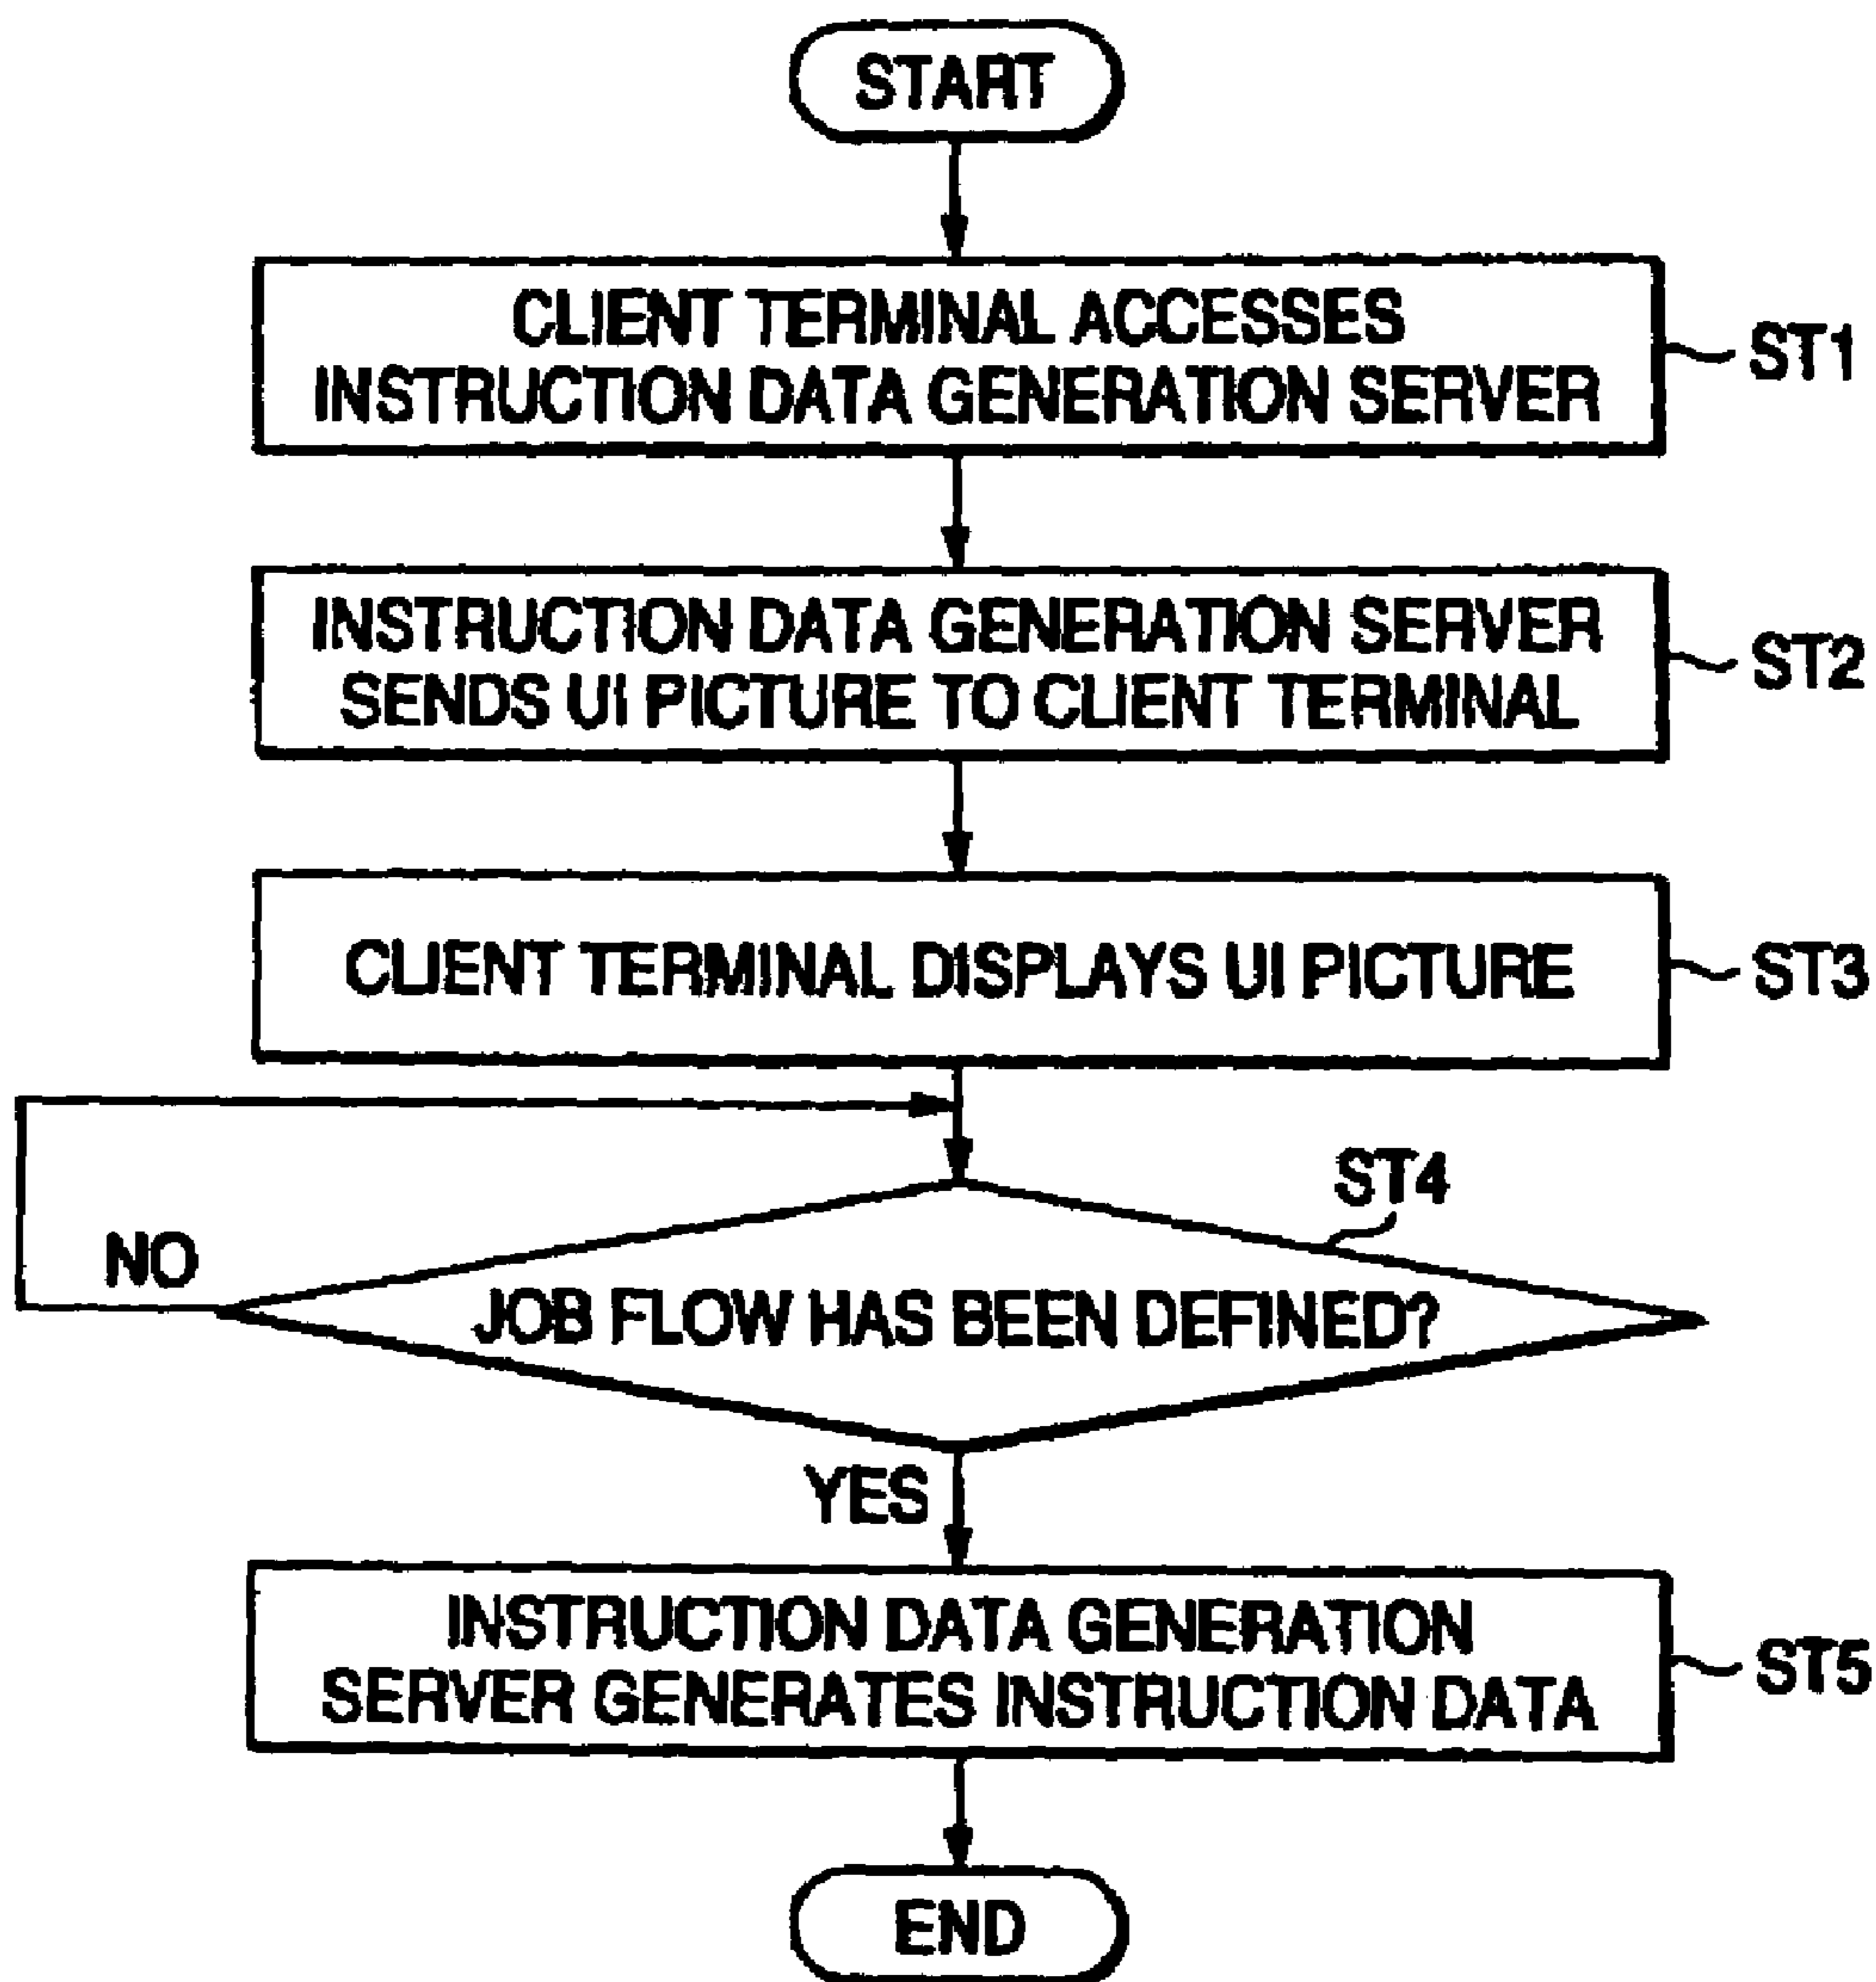 START
CLIENT TERMINAL ACCESSES
INSTRUCTION DATA GENERATION SERVER
ST1
INSTRUCTION DATA GENERATION SERVER
SENDS UI PICTURE TO CLIENT TERMINAL
ST2
CLIENT TERMINAL DISPLAYS UI PICTURE
ST3
ST4
NO
JOB FLOW HAS BEEN DEFINED?
YES
INSTRUCTION DATA GENERATION
SERVER GENERATES INSTRUCTION DATA
ST5
END